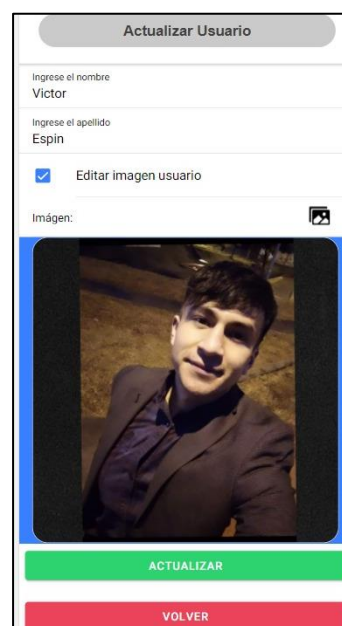 Actualizar Usuario
Ingrese el nombre
Victor
Ingrese el apellido
Espin
Editar imagen usuario
Imágen:
ACTUALIZAR
VOLVER